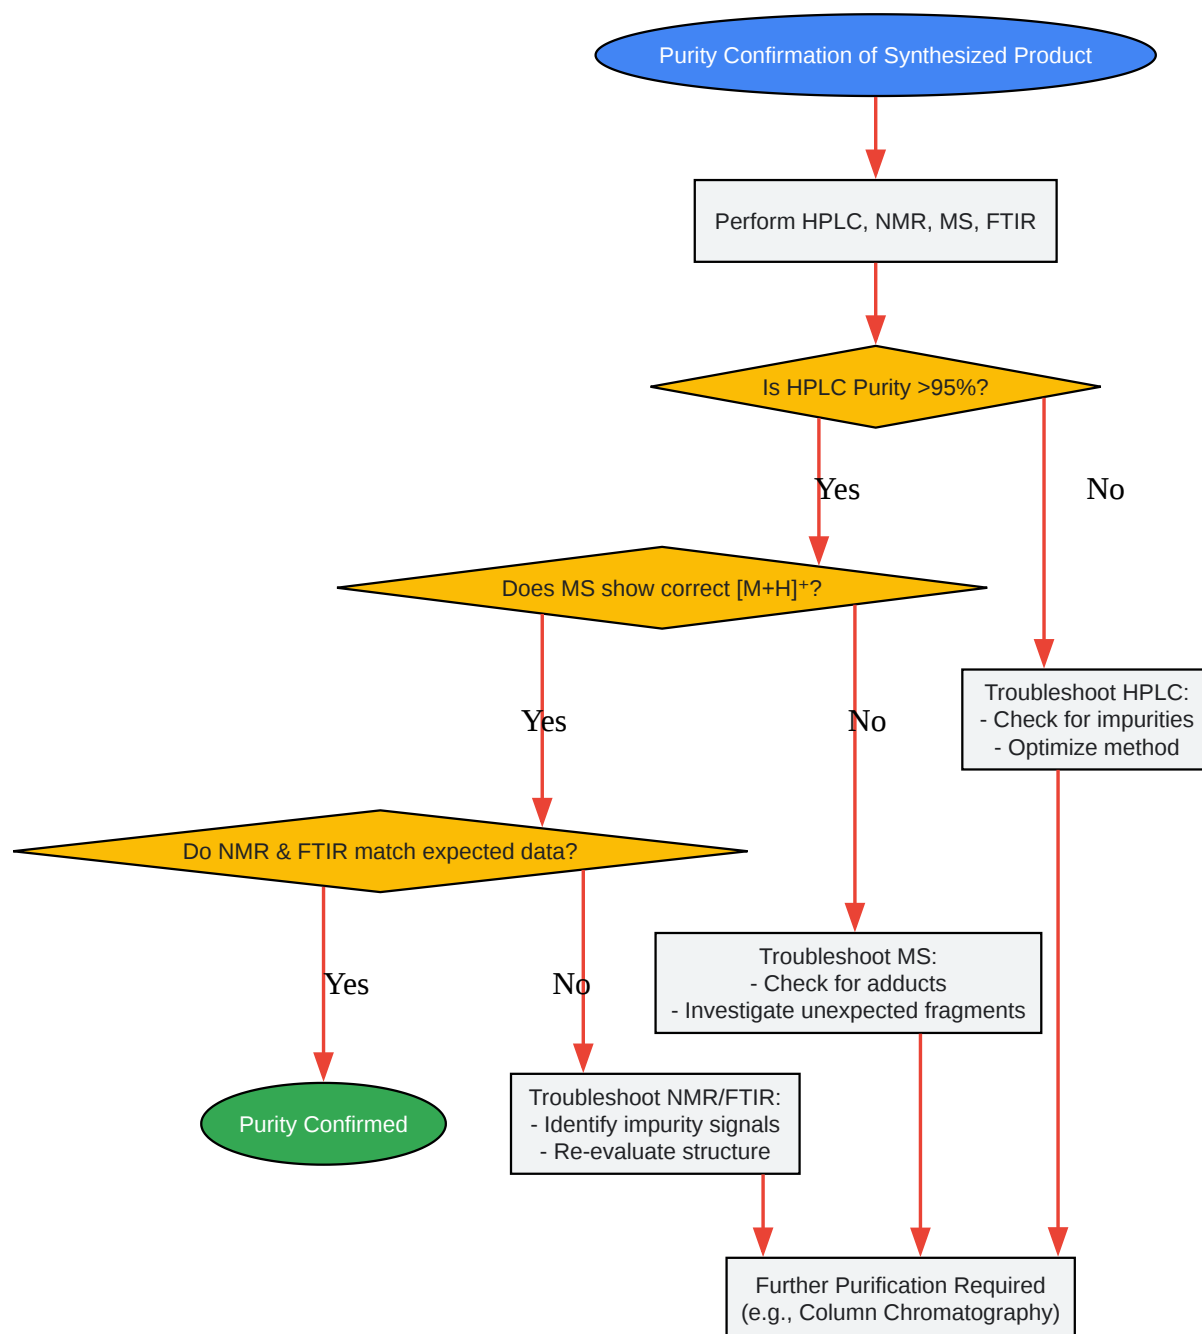 Purity Confirmation of Synthesized Product
Perform HPLC, NMR, MS, FTIR
Is HPLC Purity >95%?
Yes
No
Does MS show correct [M+H]⁺?
Yes
No
Troubleshoot HPLC:
- Check for impurities
- Optimize method
Do NMR & FTIR match expected data?
Yes
No
Troubleshoot MS:
- Check for adducts
- Investigate unexpected fragments
Purity Confirmed
Troubleshoot NMR/FTIR:
- Identify impurity signals
- Re-evaluate structure
Further Purification Required
(e.g., Column Chromatography)